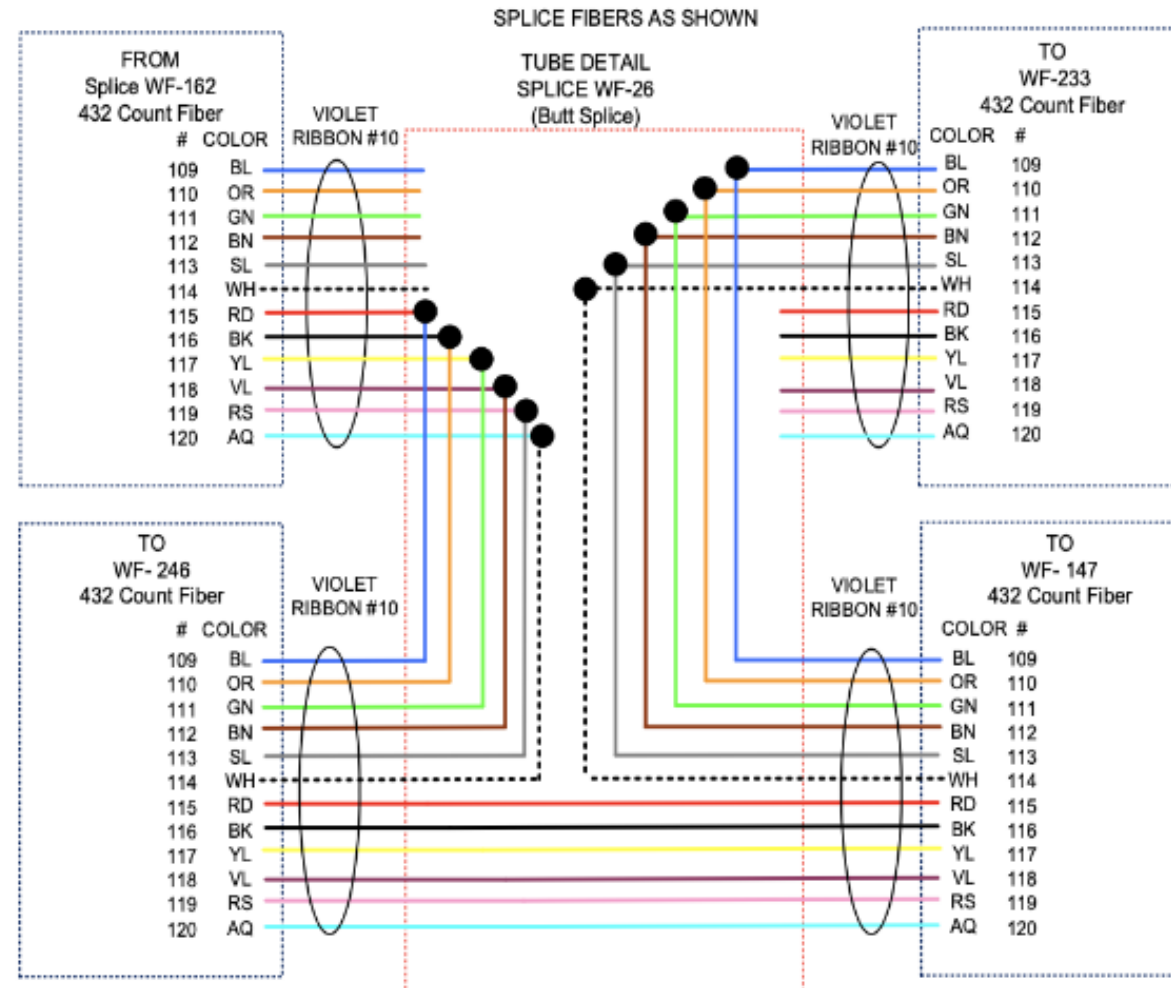 SPLICE FIBERS AS SHOWN
TUBE DETAIL
SPLICE WF-26
(Butt Splice)
FROM
Splice WF-162
432 Count Fiber
# COLOR
VIOLET
RIBBON #10
109 BL
110 OR
111 GN
112 BN
113 SL
114 WH
115 RD
116 BK
117 YL
118 VL
119 RS
120 AQ
TO
WF-233
432 Count Fiber
VIOLET
RIBBON #10
COLOR #
BL 109
OR 110
GN 111
BN 112
SL 113
WH 114
RD 115
BK 116
YL 117
VL 118
RS 119
AQ 120
TO
WF- 246
432 Count Fiber
# COLOR
VIOLET
RIBBON #10
109 BL
110 OR
111 GN
112 BN
113 SL
114 WH
115 RD
116 BK
117 YL
118 VL
119 RS
120 AQ
TO
WF- 147
432 Count Fiber
VIOLET
RIBBON #10
COLOR #
BL 109
OR 110
GN 111
BN 112
SL 113
WH 114
RD 115
BK 116
YL 117
VL 118
RS 119
AQ 120